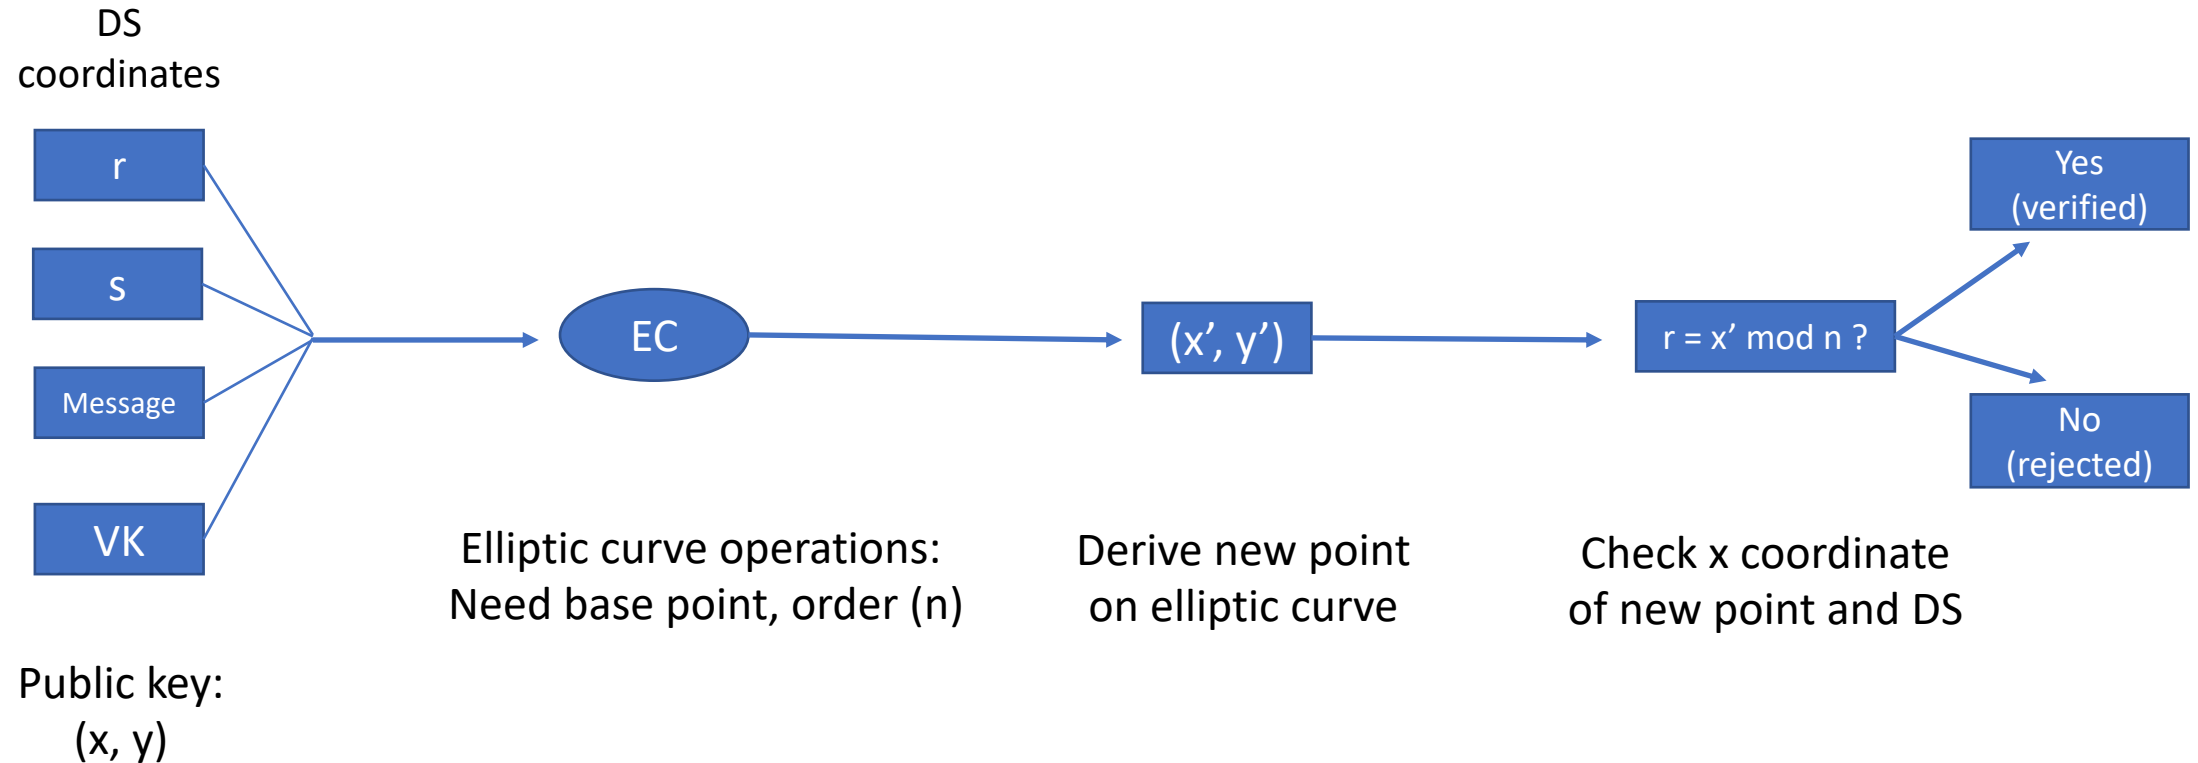 DS
coordinates
r
s
Message
VK
Public key:
(x, y)
EC
Elliptic curve operations:
Need base point, order (n)
(x’, y’)
Derive new point
on elliptic curve
r = x’ mod n ?
Check x coordinate
of new point and DS
Yes
(verified)
No
(rejected)